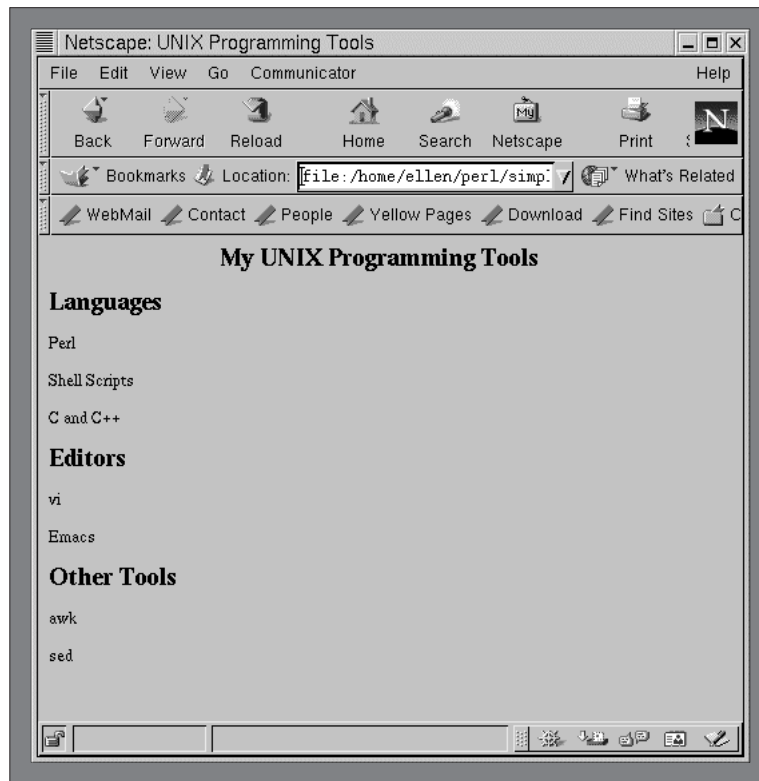 Netscape: UNIX Programming Tools
File Edit View Go Communicator Help
Back Forward Reload Home Search Netscape Print
My
N
Bookmarks Location: file:/home/ellen/perl/simpl What's Related
WebMail Contact People Yellow Pages Download Find Sites C
My UNIX Programming Tools
Languages
Perl
Shell Scripts
C and C++
Editors
vi
Emacs
Other Tools
awk
sed